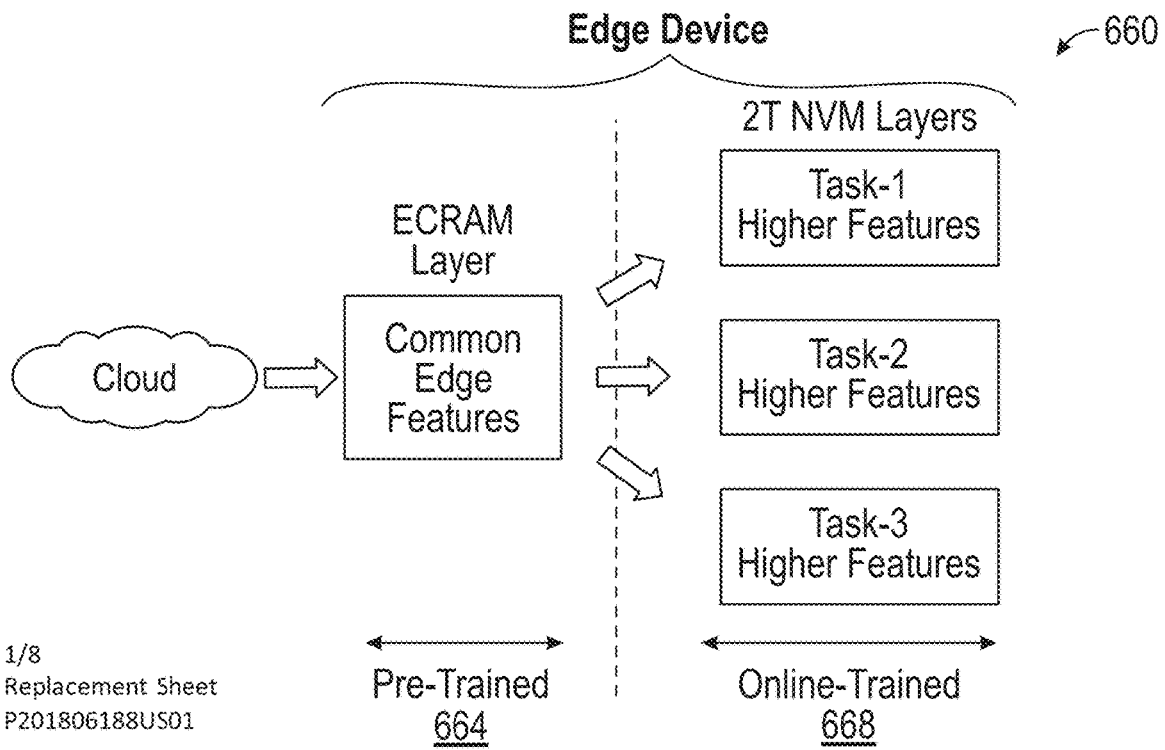 Edge Device
660
2T NVM Layers
Task-1
Higher Features
ECRAM
Layer
Common
Edge
Features
Cloud
Task-2
Higher Features
Task-3
Higher Features
1/8
Replacement Sheet
P201806188US01
Pre-Trained
664
Online-Trained
668